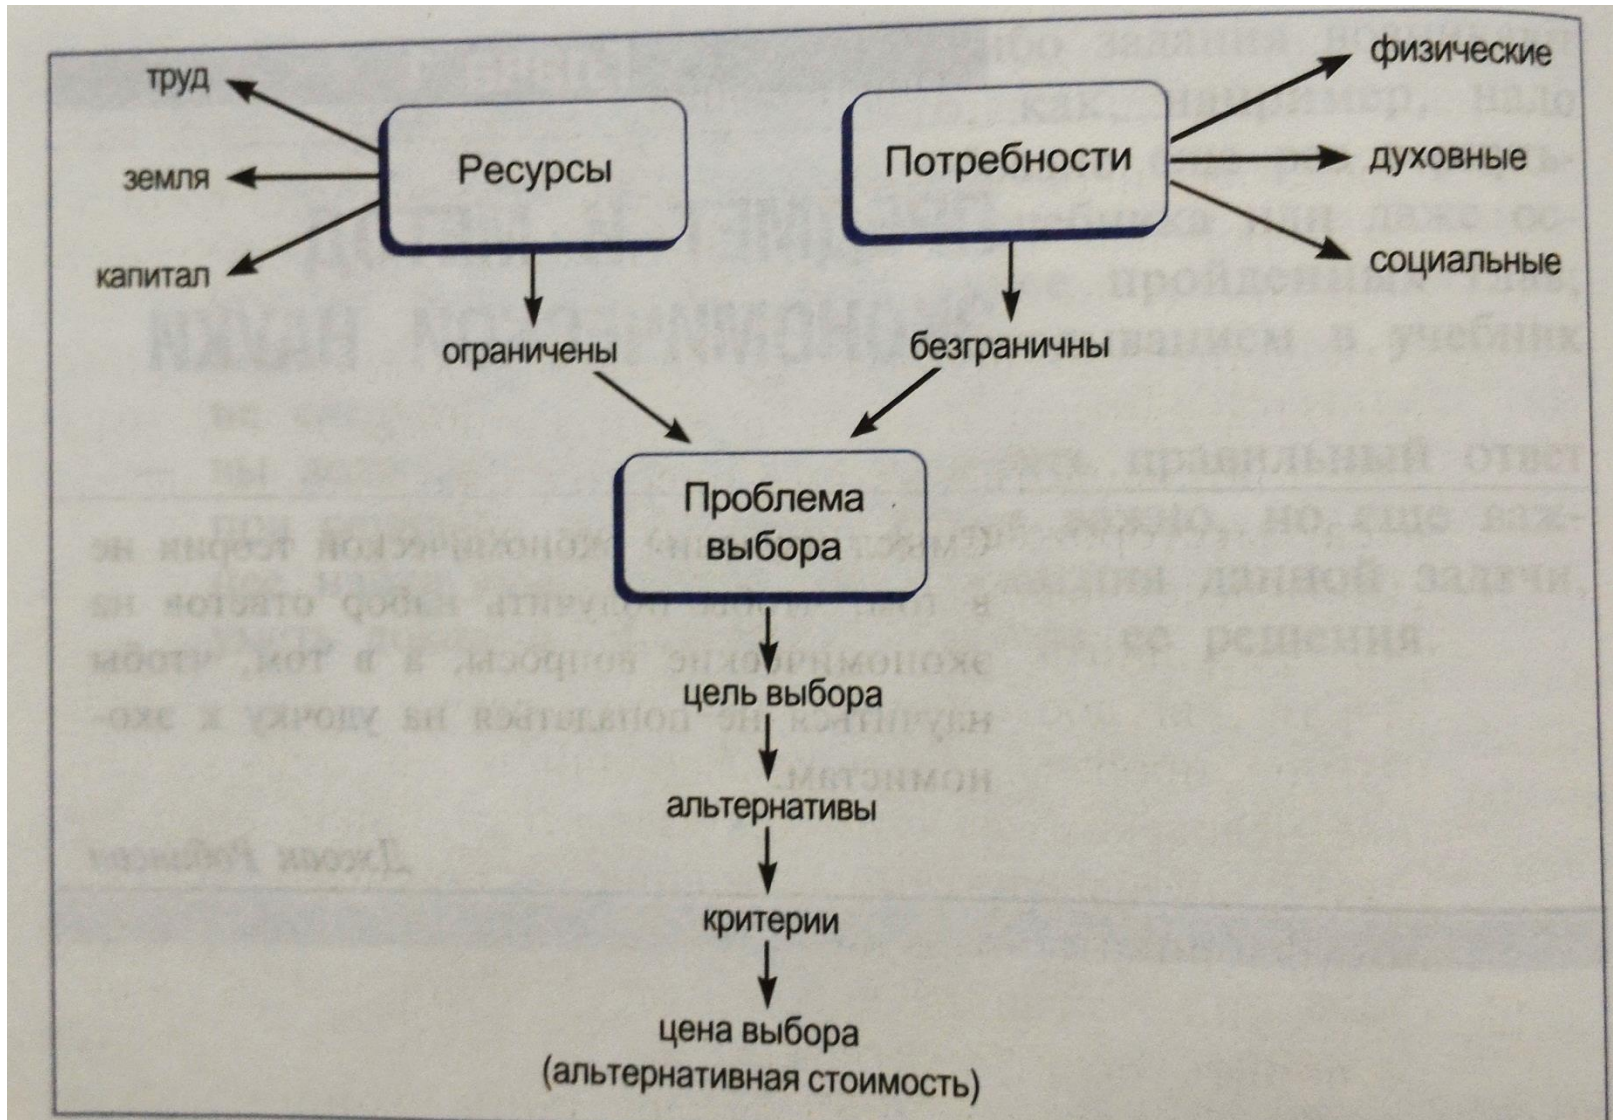 труд
земля
капитал
Ресурсы
Потребности
физические
духовные
социальные
ограничены
безграничны
Проблема
выбора
цель выбора
альтернативы
критерии
цена выбора
(альтернативная стоимость)